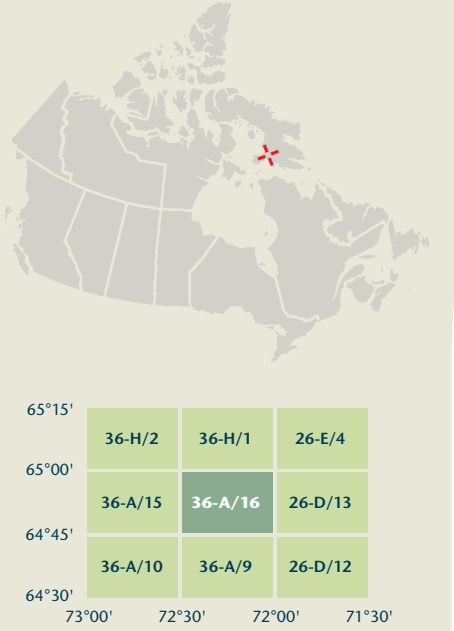 65°15'
36-H/2 36-H/1 26-E/4
65°00'
36-A/15 36-A/16 26-D/13
64°45'
36-A/10 36-A/9 26-D/12
64°30'
73°00' 72°30' 72°00' 71°30'